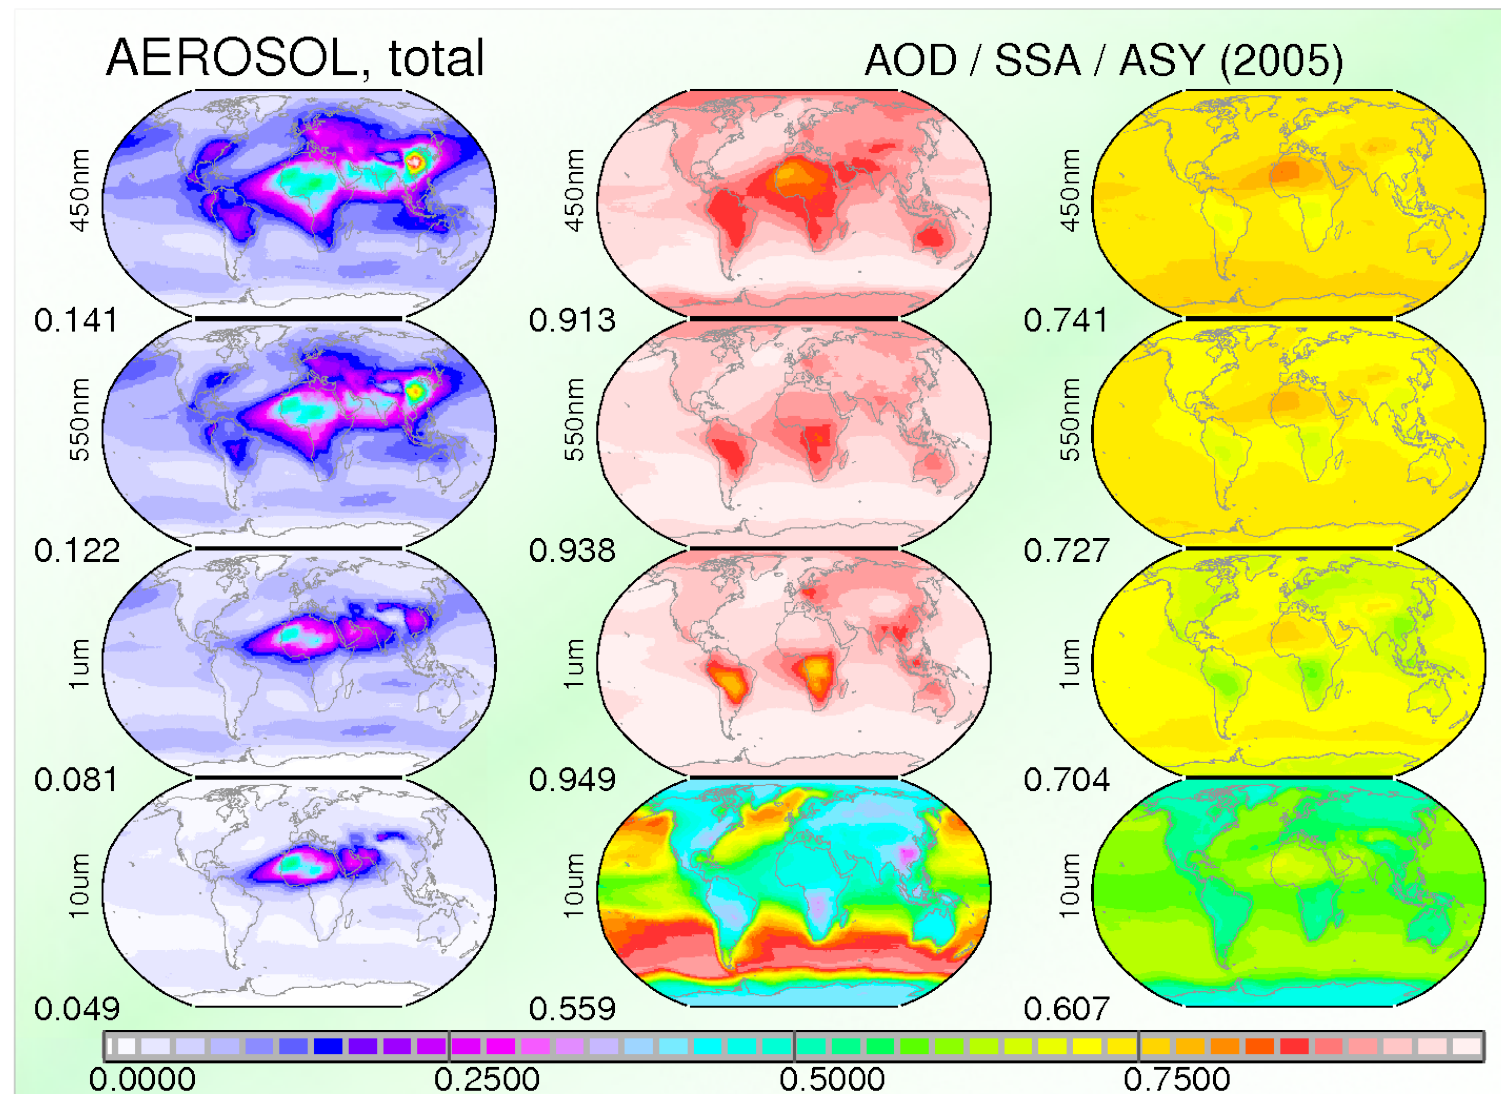 AEROSOL, total
AOD / SSA / ASY (2005)
450nm
450nm
450nm
0.141
0.913
0.741
550nm
550nm
550nm
0.122
0.938
0.727
1um
1um
1um
0.081
0.949
0.704
10um
10um
10um
0.049
0.559
0.607
0.0000
0.2500
0.5000
0.7500